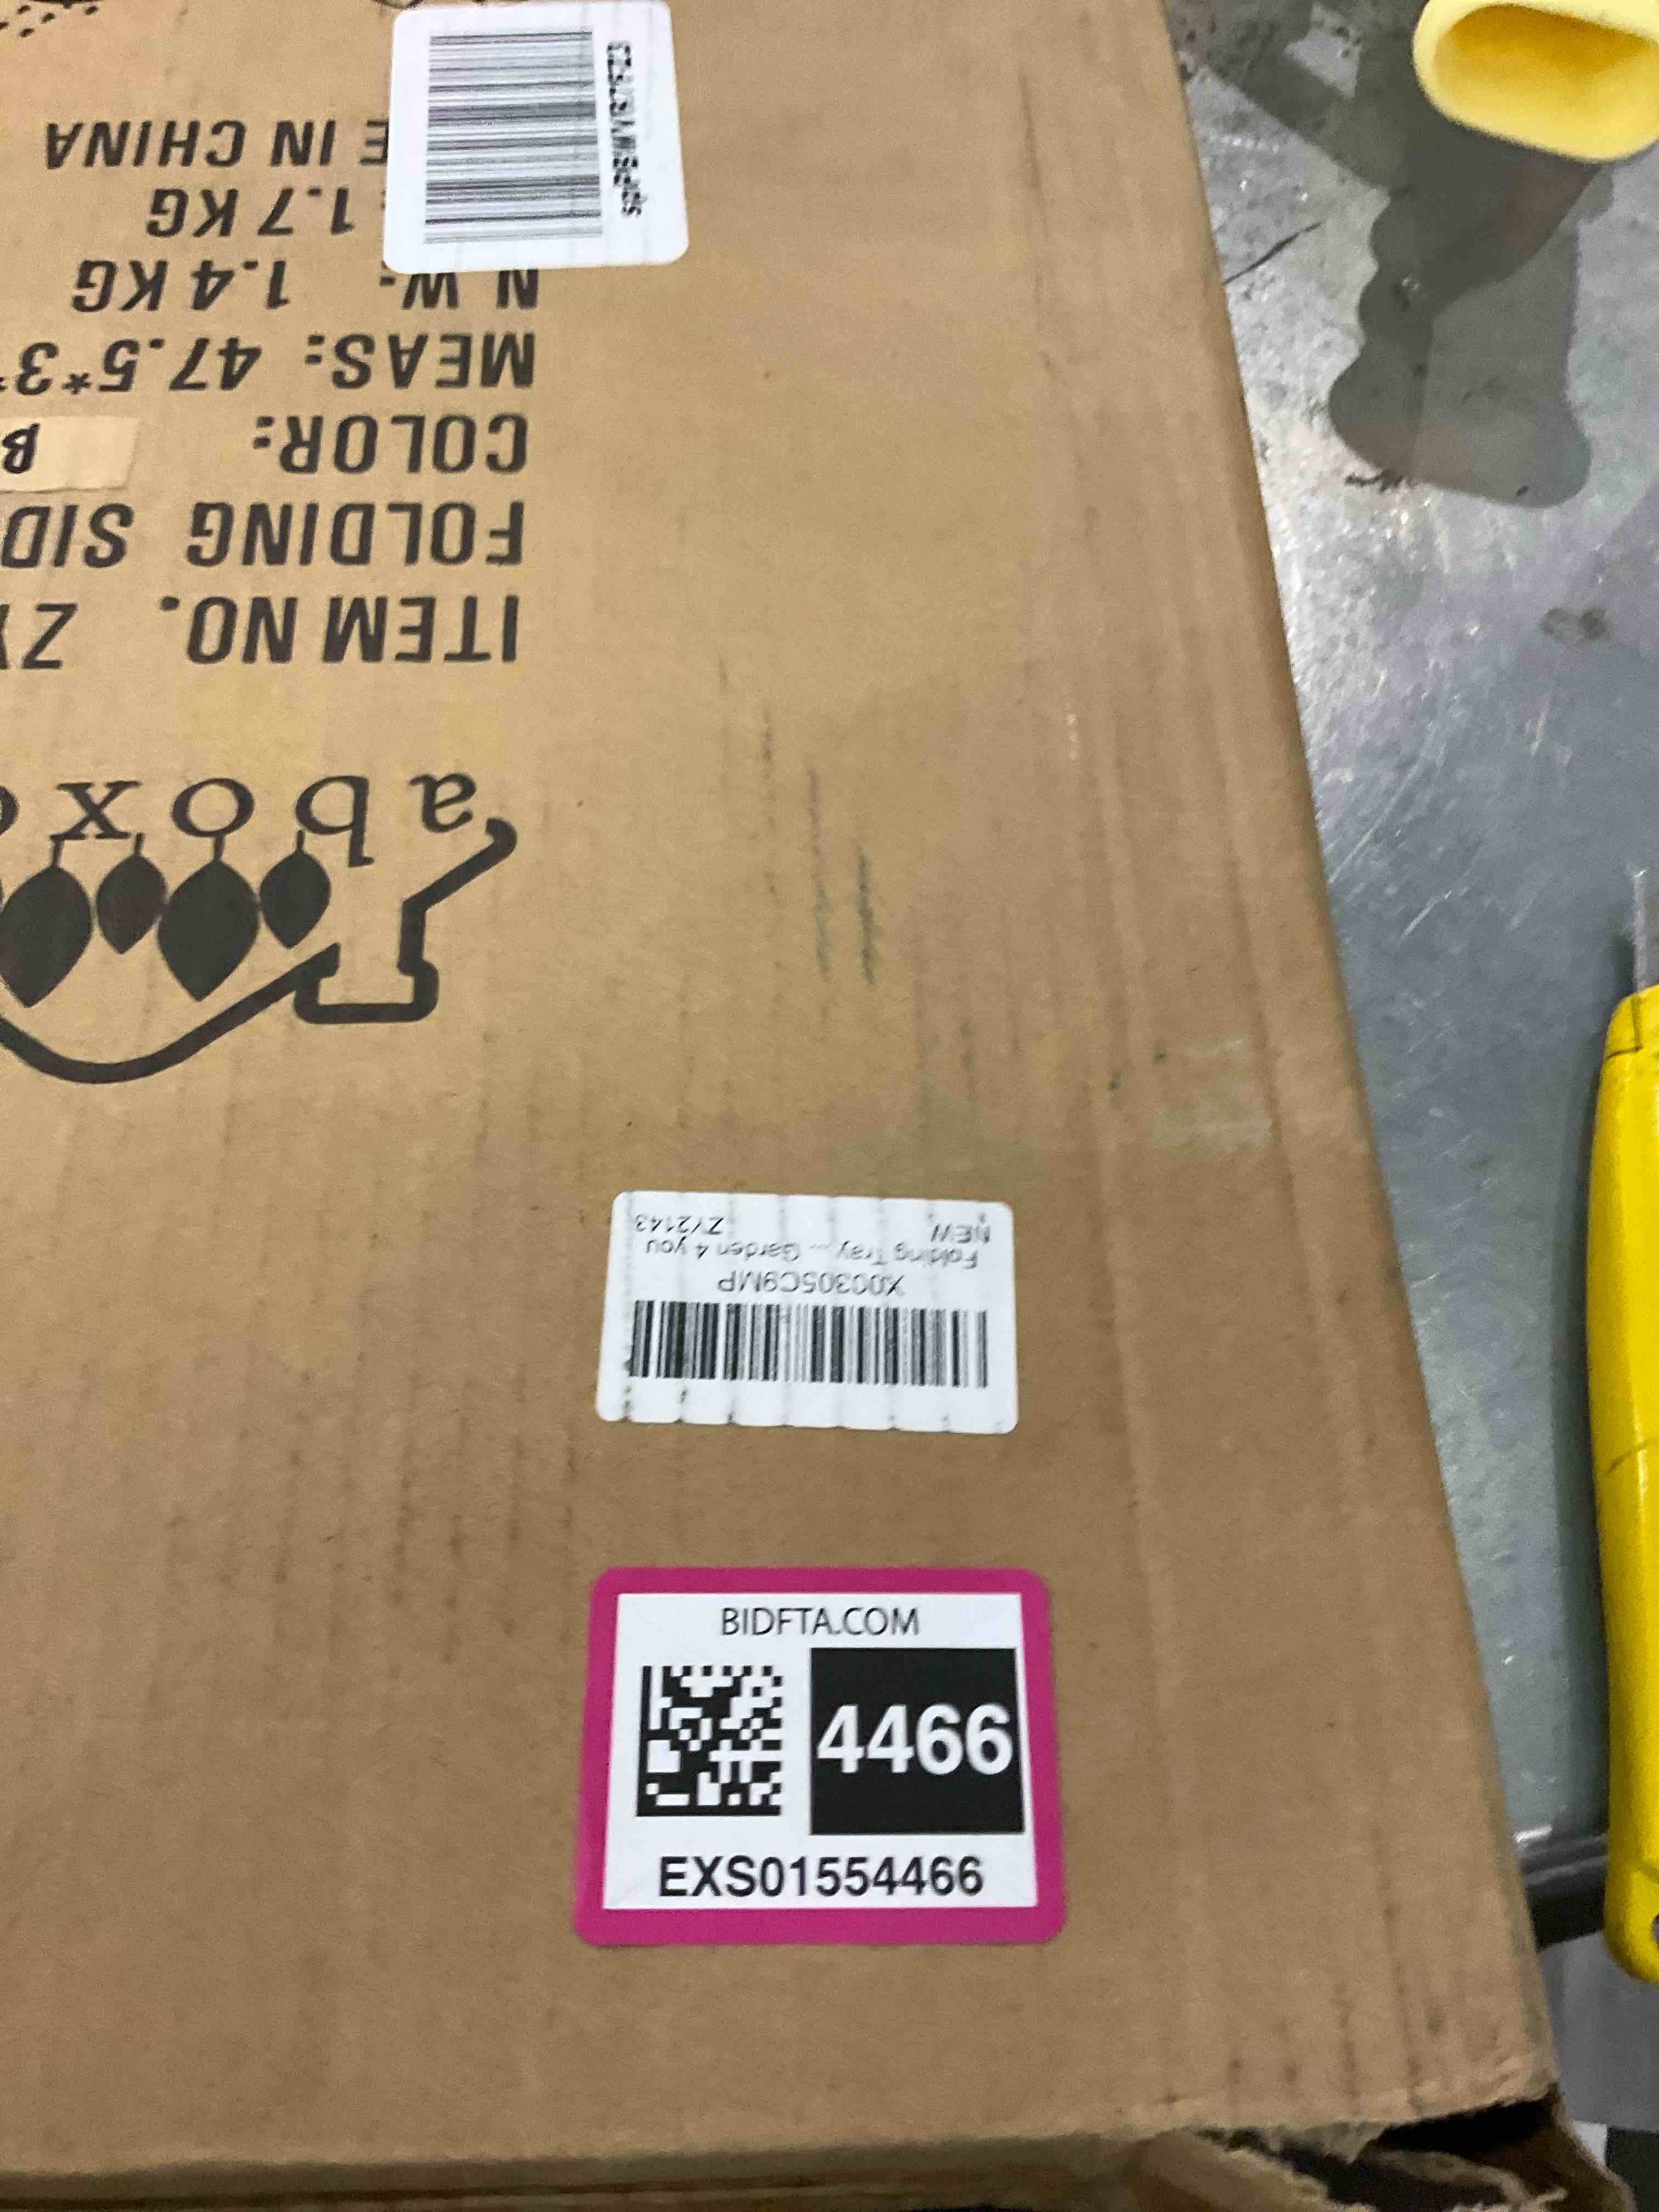 BIDFTA.COM
4466
EXS01554466
X00305C9MP
Folding Tray ... Garden 4 you
NEW ZY2143
abox
ITEM NO. ZY
FOLDING SID
COLOR: B
MEAS: 47.5*3*
N W: 1.4 KG
1.7 KG
E IN CHINA